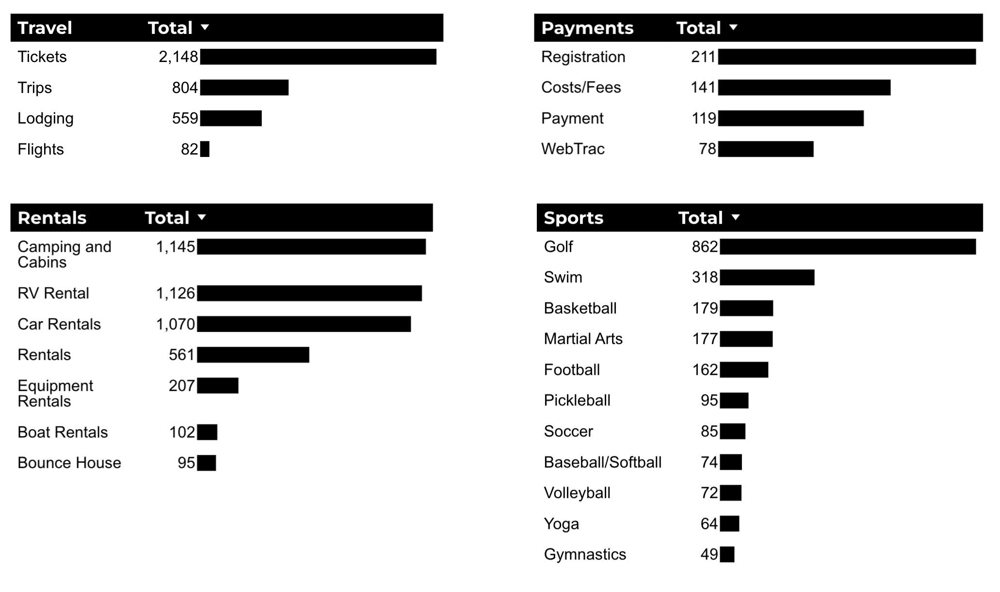 Travel Total ▼
Tickets 2,148
Trips 804
Lodging 559
Flights 82
Payments Total ▼
Registration 211
Costs/Fees 141
Payment 119
WebTrac 78
Rentals Total ▼
Camping and 1,145
Cabins
RV Rental 1,126
Car Rentals 1,070
Rentals 561
Equipment 207
Rentals
Boat Rentals 102
Bounce House 95
Sports Total ▼
Golf 862
Swim 318
Basketball 179
Martial Arts 177
Football 162
Pickleball 95
Soccer 85
Baseball/Softball 74
Volleyball 72
Yoga 64
Gymnastics 49